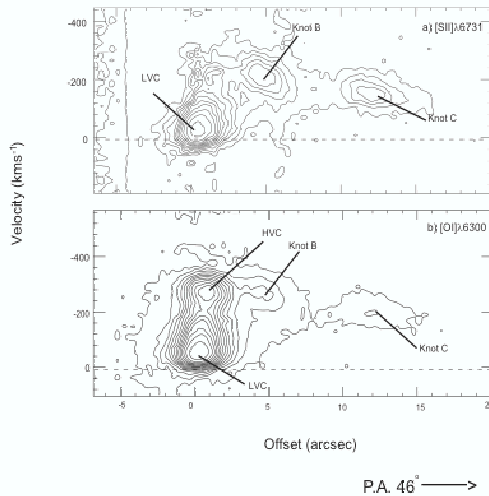 -400
a) [SII]λ6731
Knot B
LVC
-200
Knot C
0
Velocity (kms⁻¹)
b) [OI]λ6300
HVC
Knot B
-400
-200
Knot C
0
LVC
-5 0 5 10 15 20
Offset (arcsec)
P.A. 46°